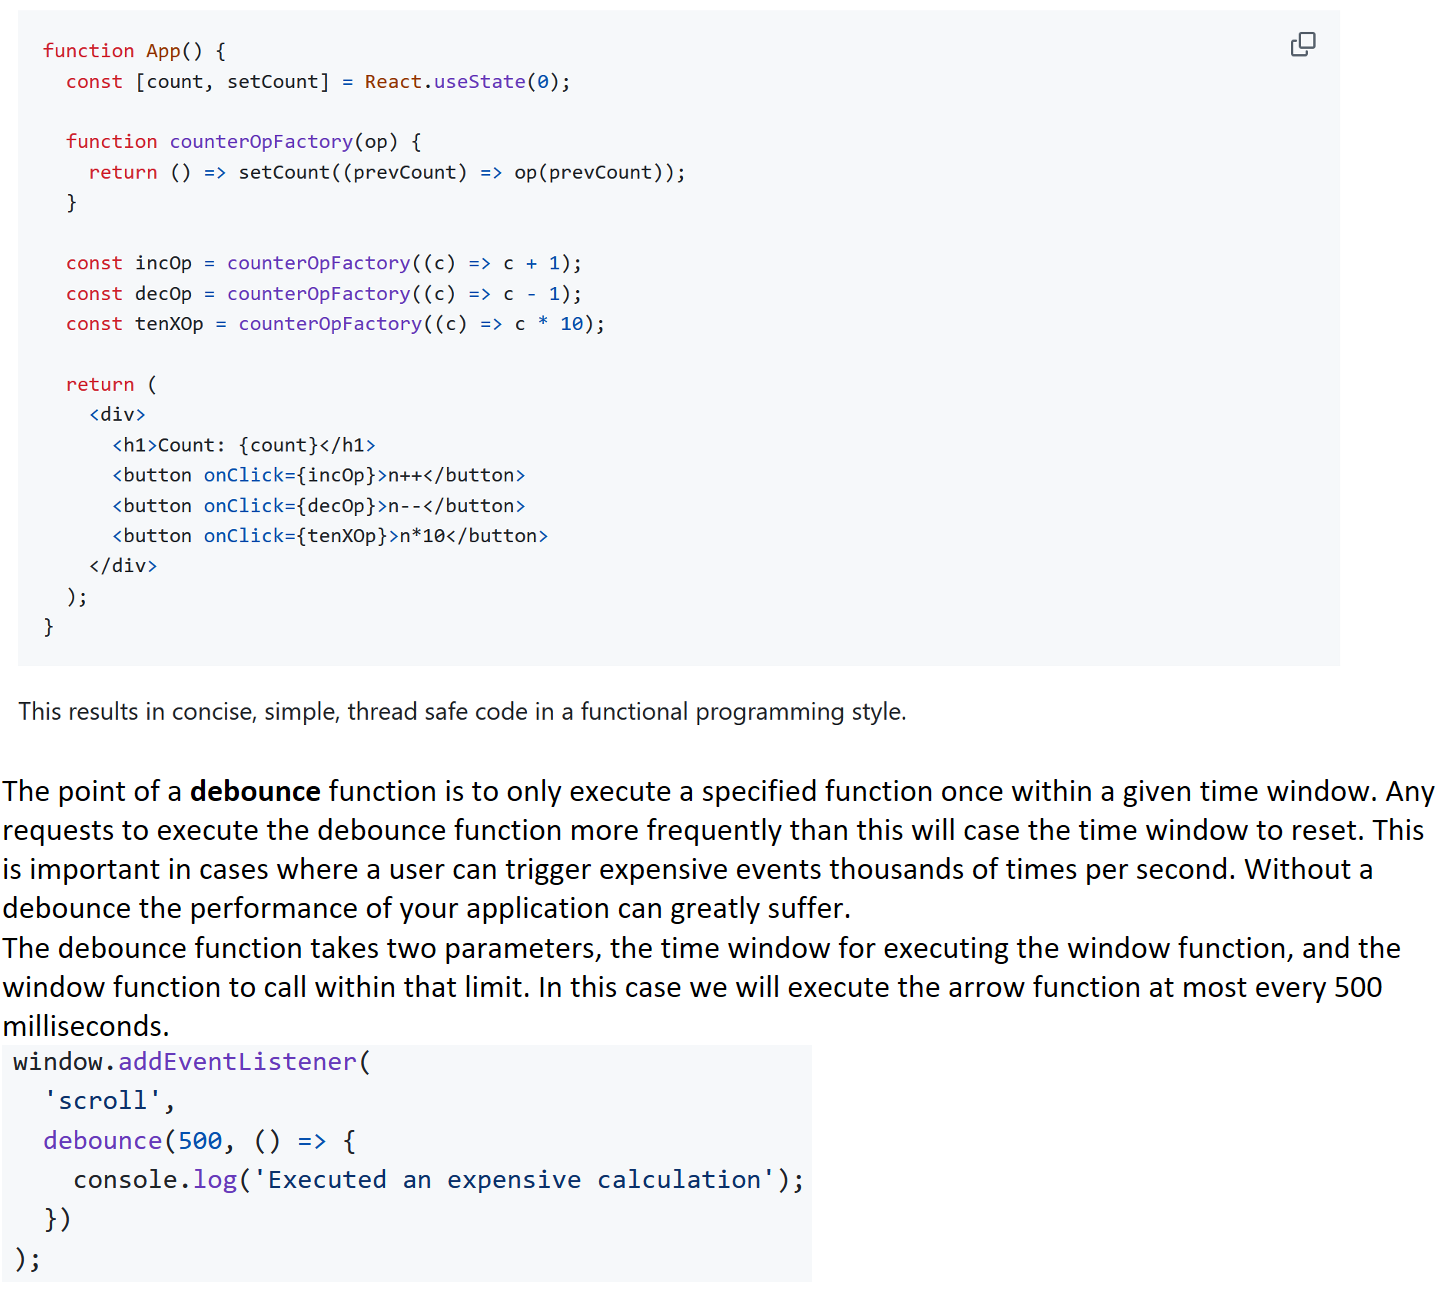 function App() {
  const [count, setCount] = React.useState(0);

  function counterOpFactory(op) {
    return () => setCount((prevCount) => op(prevCount));
  }

  const incOp = counterOpFactory((c) => c + 1);
  const decOp = counterOpFactory((c) => c - 1);
  const tenXOp = counterOpFactory((c) => c * 10);

  return (
    <div>
      <h1>Count: {count}</h1>
      <button onClick={incOp}>n++</button>
      <button onClick={decOp}>n--</button>
      <button onClick={tenXOp}>n*10</button>
    </div>
  );
}
This results in concise, simple, thread safe code in a functional programming style.
The point of a debounce function is to only execute a specified function once within a given time window. Any
requests to execute the debounce function more frequently than this will case the time window to reset. This
is important in cases where a user can trigger expensive events thousands of times per second. Without a
debounce the performance of your application can greatly suffer.
The debounce function takes two parameters, the time window for executing the window function, and the
window function to call within that limit. In this case we will execute the arrow function at most every 500
milliseconds.
window.addEventListener(
  'scroll',
  debounce(500, () => {
    console.log('Executed an expensive calculation');
  })
);